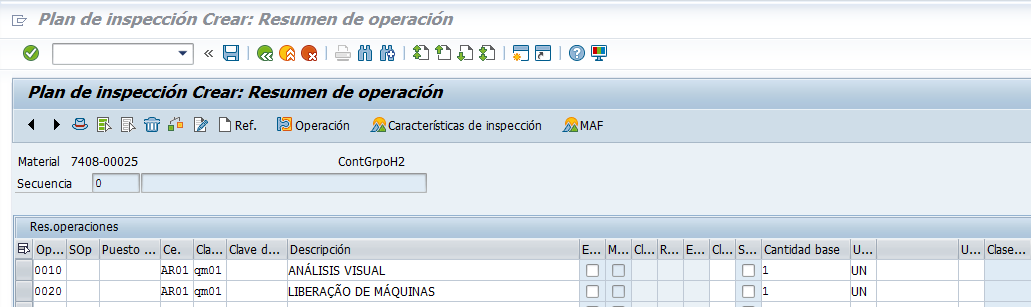 Plan de inspección Crear: Resumen de operación
Plan de inspección Crear: Resumen de operación
Ref. Operación Características de inspección MAF
Material 7408-00025 ContGrpoH2
Secuencia 0
Res.operaciones
Op... SOp Puesto ... Ce. Cla... Clave d... Descripción E... M... Cl... R... E... Cl... S... Cantidad base U... U... Clase...
0010 AR01 qm01 ANÁLISIS VISUAL 1 UN
0020 AR01 qm01 LIBERAÇÃO DE MÁQUINAS 1 UN